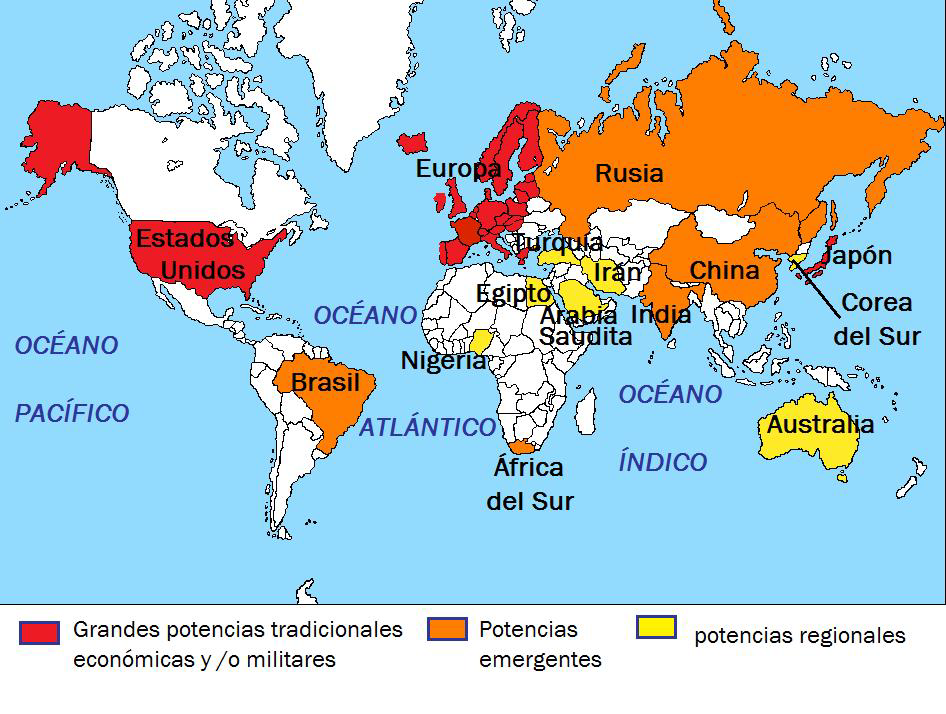 Europa
Rusia
Estados
Unidos
Turquía
Japón
Irán
China
Egipto
Corea
del Sur
Arabia
Saudita
India
OCÉANO
ATLÁNTICO
OCÉANO
PACÍFICO
Nigeria
Brasil
OCÉANO
ÍNDICO
Australia
África
del Sur
Grandes potencias tradicionales
económicas y /o militares
Potencias
emergentes
potencias regionales